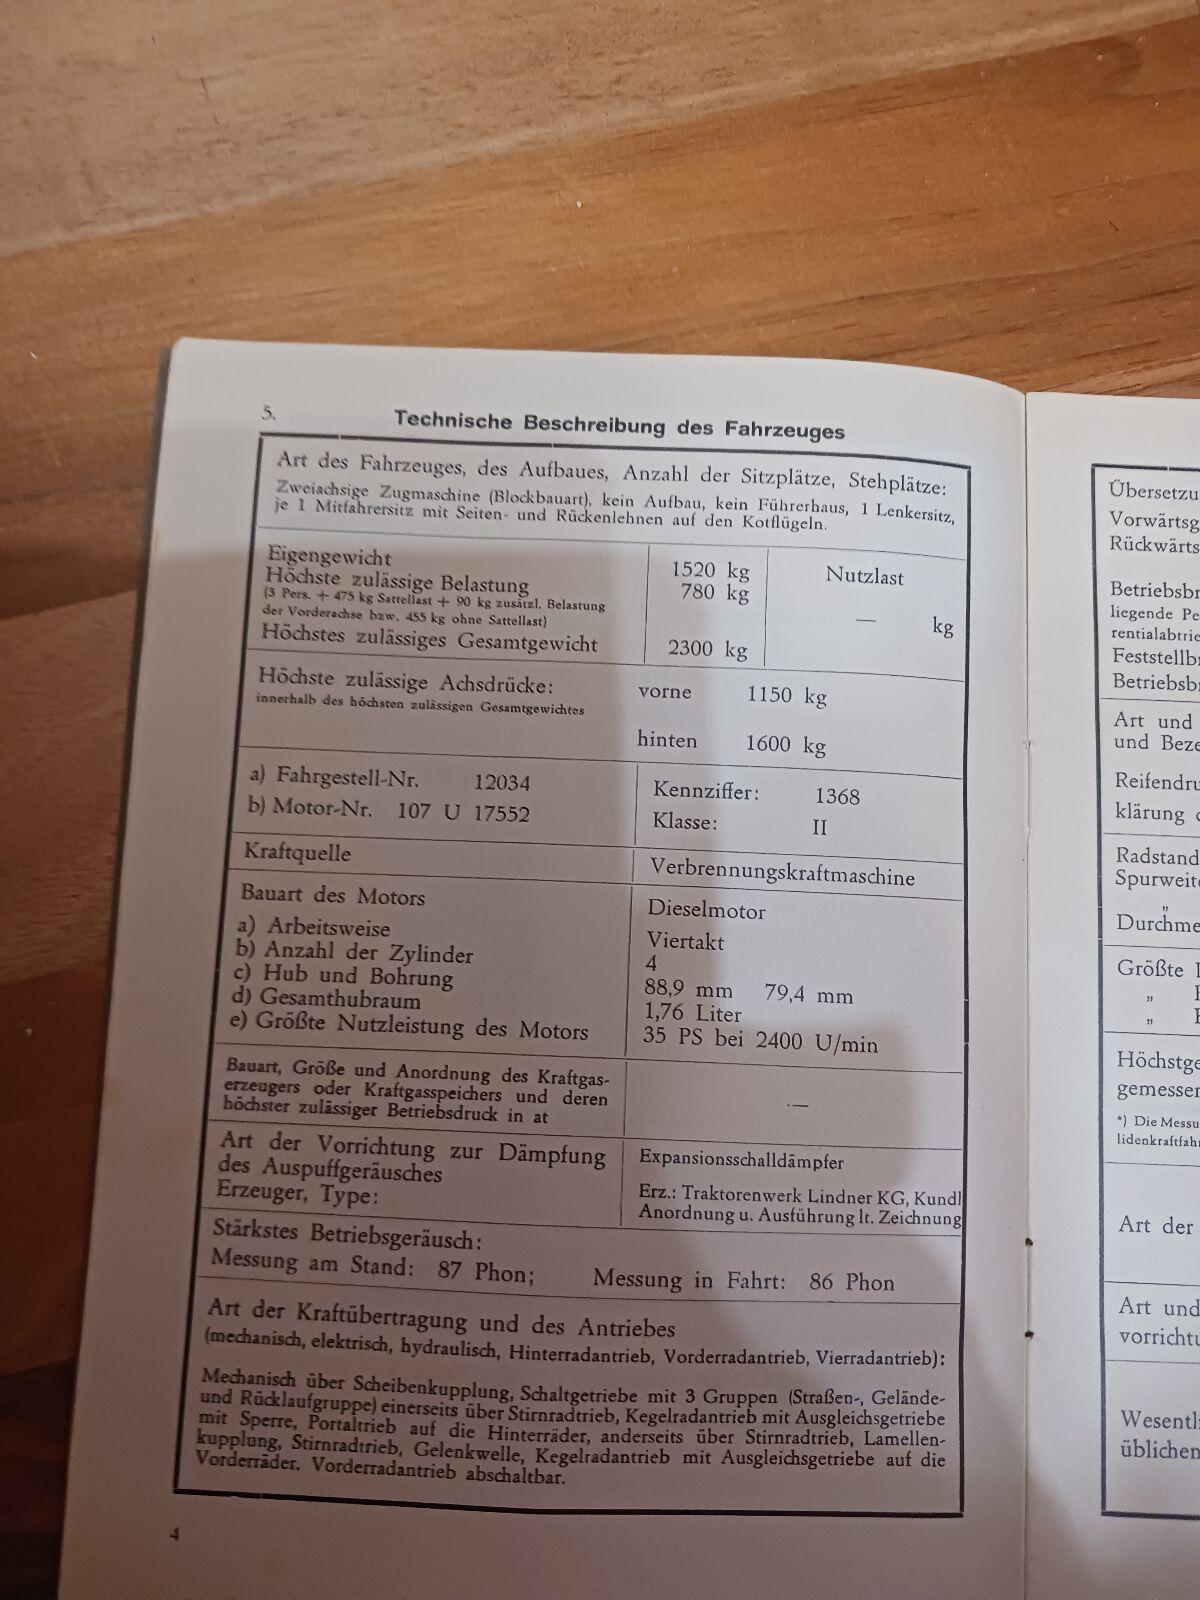 5.
Technische Beschreibung des Fahrzeuges
Art des Fahrzeuges, des Aufbaues, Anzahl der Sitzplätze, Stehplätze:
Zweiachsige Zugmaschine (Blockbauart), kein Aufbau, kein Führerhaus, 1 Lenkersitz,
je 1 Mitfahrersitz mit Seiten- und Rückenlehnen auf den Kotflügeln.
Eigengewicht 1520 kg Nutzlast
Höchste zulässige Belastung 780 kg
(3 Pers. + 475 kg Sattellast + 90 kg zusätzl. Belastung
der Vorderachse bzw. 455 kg ohne Sattellast) — kg
Höchstes zulässiges Gesamtgewicht 2300 kg
Höchste zulässige Achsdrücke: vorne 1150 kg
innerhalb des höchsten zulässigen Gesamtgewichtes
hinten 1600 kg
a) Fahrgestell-Nr. 12034 Kennziffer: 1368
b) Motor-Nr. 107 U 17552 Klasse: II
Kraftquelle Verbrennungskraftmaschine
Bauart des Motors Dieselmotor
a) Arbeitsweise Viertakt
b) Anzahl der Zylinder 4
c) Hub und Bohrung 88,9 mm 79,4 mm
d) Gesamthubraum 1,76 Liter
e) Größte Nutzleistung des Motors 35 PS bei 2400 U/min
Bauart, Größe und Anordnung des Kraftgas-
erzeugers oder Kraftgasspeichers und deren
höchster zulässiger Betriebsdruck in at —
Art der Vorrichtung zur Dämpfung Expansionsschalldämpfer
des Auspuffgeräusches
Erzeuger, Type: Erz.: Traktorenwerk Lindner KG, Kundl
Anordnung u. Ausführung lt. Zeichnung
Stärkstes Betriebsgeräusch:
Messung am Stand: 87 Phon; Messung in Fahrt: 86 Phon
Art der Kraftübertragung und des Antriebes
(mechanisch, elektrisch, hydraulisch, Hinterradantrieb, Vorderradantrieb, Vierradantrieb):
Mechanisch über Scheibenkupplung, Schaltgetriebe mit 3 Gruppen (Straßen-, Gelände-
und Rücklaufgruppe) einerseits über Stirnradtrieb, Kegelradantrieb mit Ausgleichsgetriebe
mit Sperre, Portaltrieb auf die Hinterräder, anderseits über Stirnradtrieb, Lamellen-
kupplung, Stirnradtrieb, Gelenkwelle, Kegelradantrieb mit Ausgleichsgetriebe auf die
Vorderräder. Vorderradantrieb abschaltbar.
4
Übersetzu
Vorwärtsg
Rückwärts
Betriebsbr
liegende Pe
rentialabtrie
Feststellbr
Betriebsbr
Art und
und Beze
Reifendru
klärung
Radstand
Spurweite
„
Durchme
Größte
„
„
Höchstge
gemessen
*) Die Messu
lidenkraftfah
Art der
Art und
vorrichtu
Wesentli
üblichen